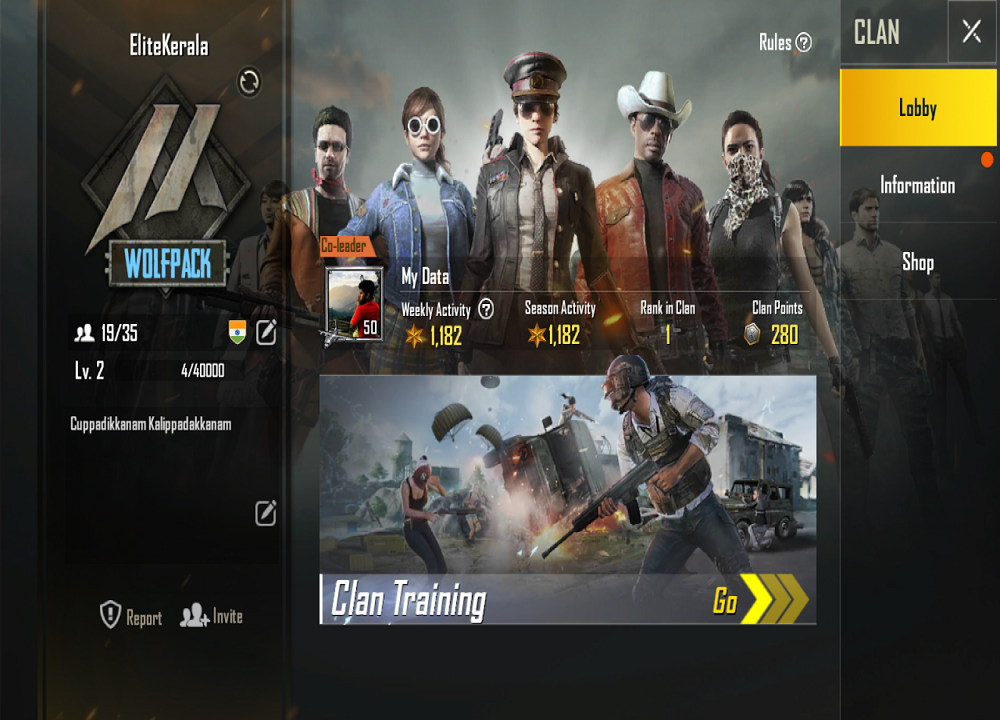 EliteKerala
WOLFPACK
19/35
Lv. 2
4/40000
Cuppadikkanam Kalippadakkanam
Report
Invite
Rules ?
Co-leader
50
My Data
Weekly Activity ?
1,182
Season Activity
1,182
Rank in Clan
1
Clan Points
280
Clan Training
Go
CLAN
Lobby
Information
Shop